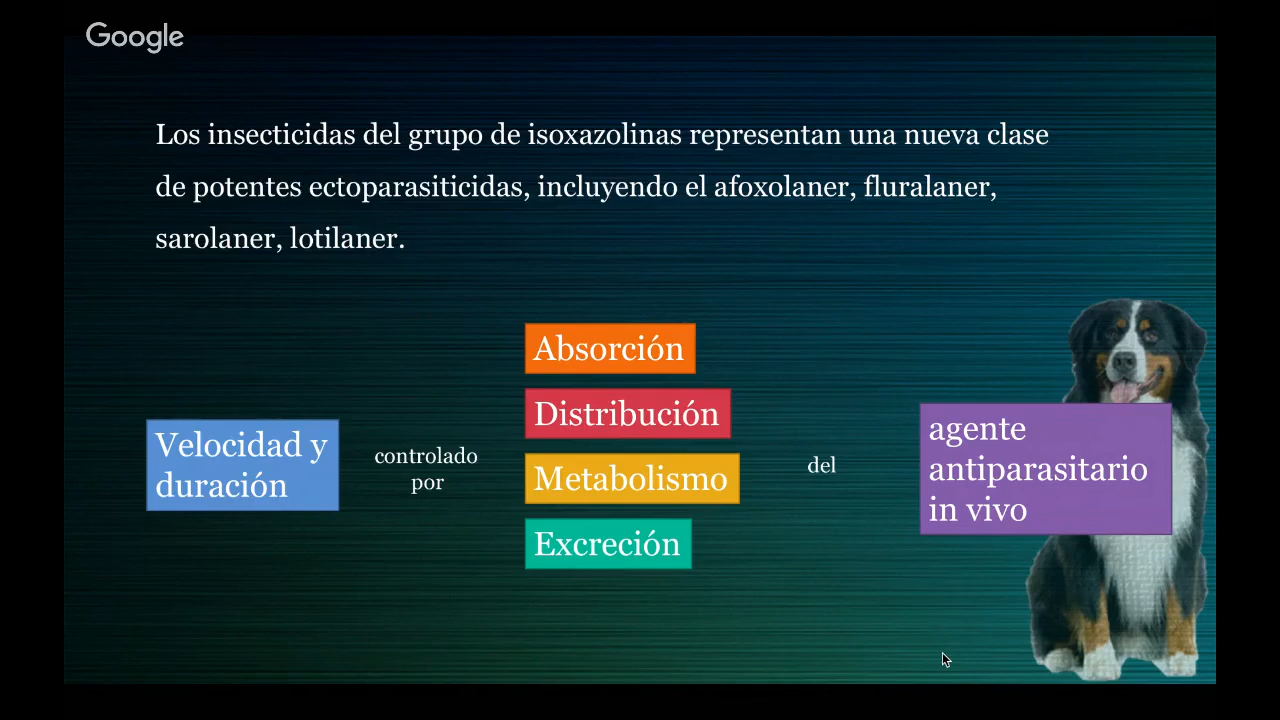 Google
Los insecticidas del grupo de isoxazolinas representan una nueva clase
de potentes ectoparasiticidas, incluyendo el afoxolaner, fluralaner,
sarolaner, lotilaner.
Velocidad y
duración
controlado
por
Absorción
Distribución
Metabolismo
Excreción
del
agente
antiparasitario
in vivo